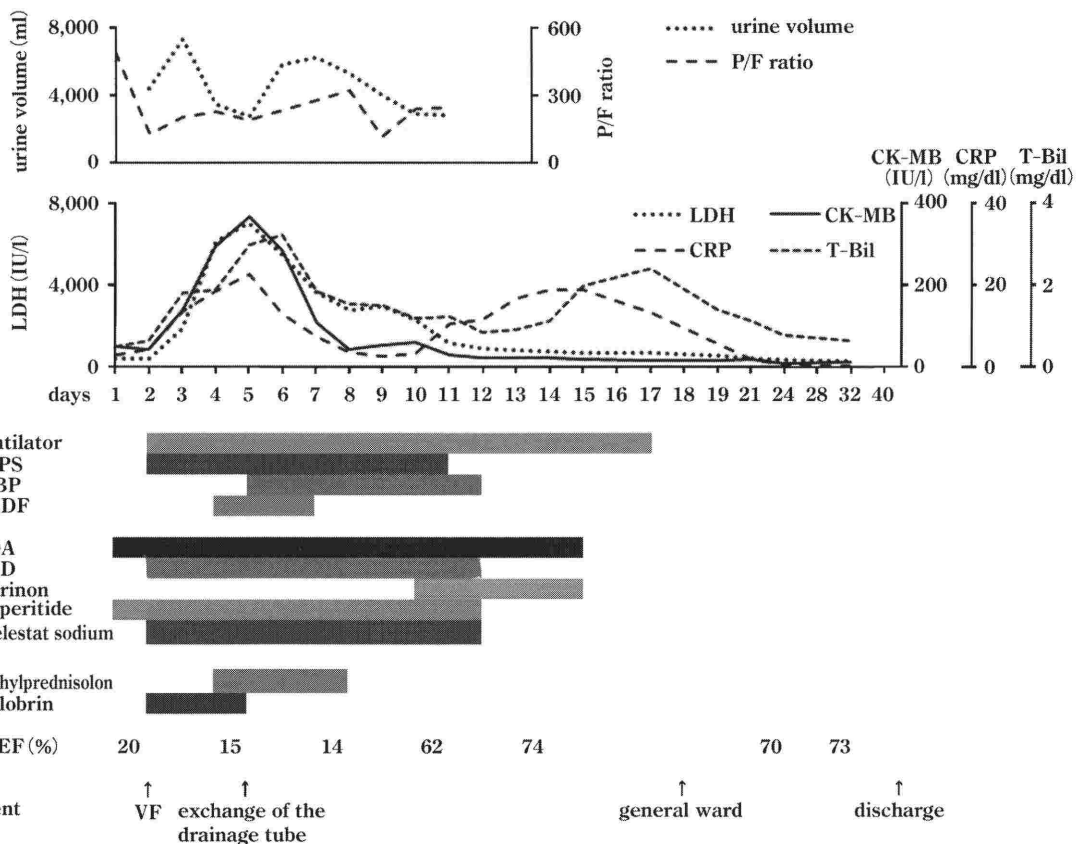 urine volume (ml)
8,000
4,000
0
600
300
0
P/F ratio
urine volume
P/F ratio
CK-MB CRP T-Bil
(IU/l) (mg/dl) (mg/dl)
LDH (IU/l)
8,000
4,000
0
LDH CK-MB
CRP T-Bil
400 40 4
200 20 2
0 0 0
days 1 2 3 4 5 6 7 8 9 10 11 12 13 14 15 16 17 18 19 21 24 28 32 40
ntilator
PS
BP
DF
A
D
rinon
peritide
elestat sodium
hylprednisolon
lobrin
EF (%) 20 15 14 62 74 70 73
↑ ↑ ↑ ↑
ent VF exchange of the general ward discharge
drainage tube